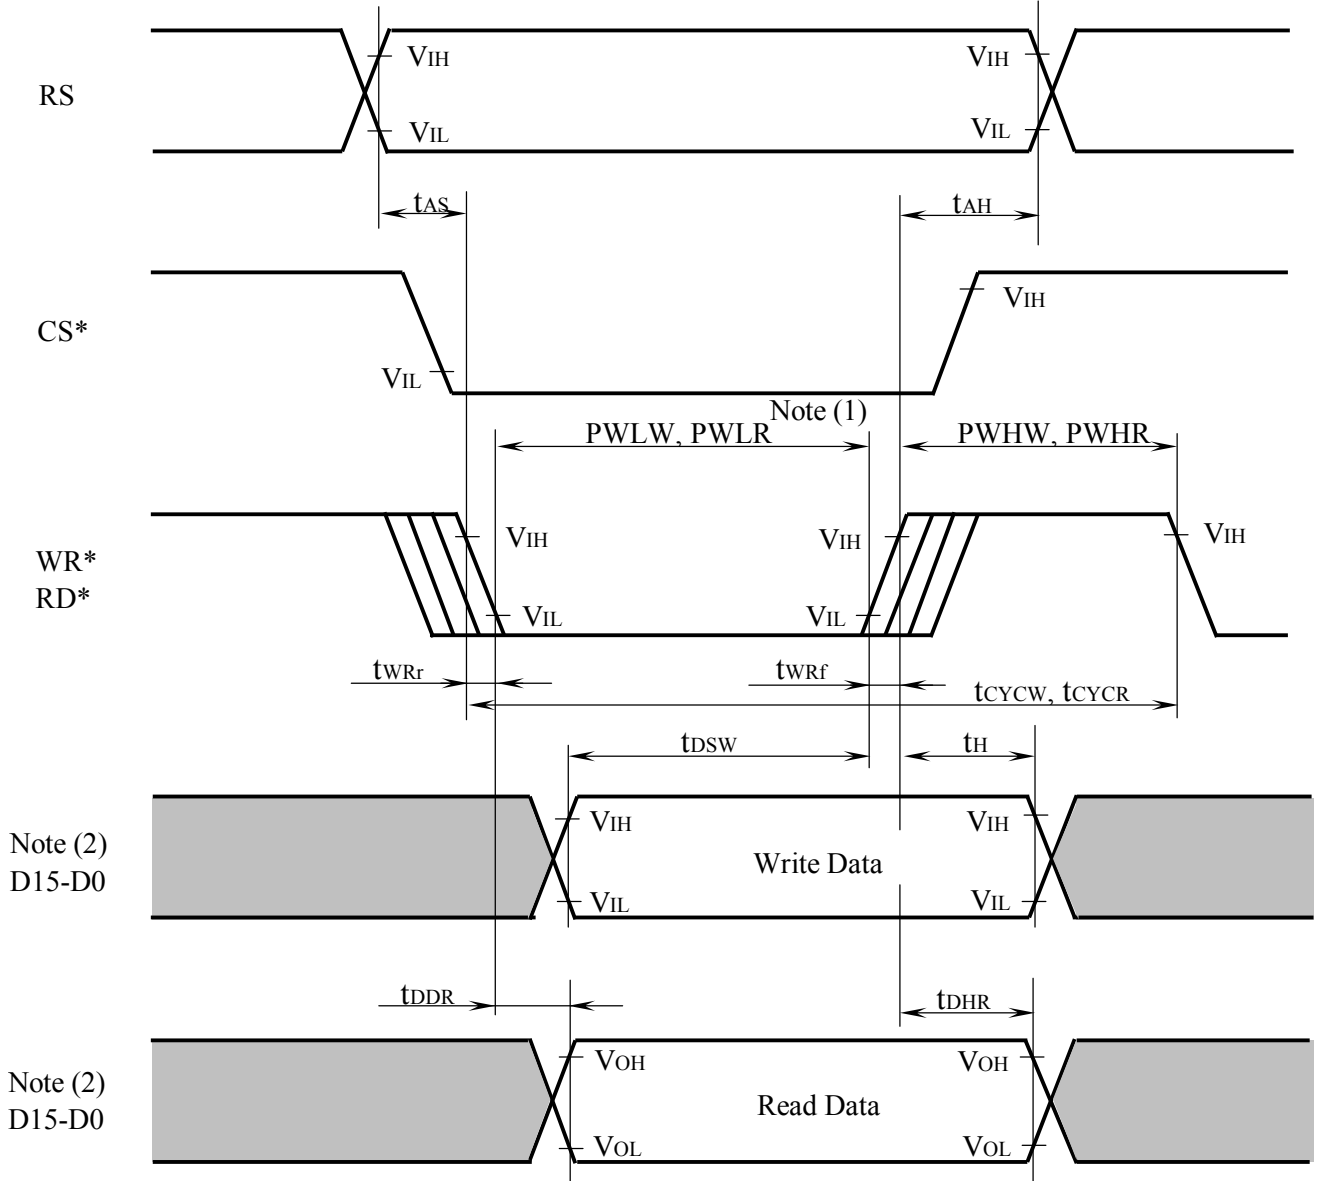 VIH
VIH
RS
VIL
VIL
tAS
tAH
VIH
CS*
VIL
Note (1)
PWLW, PWLR
PWHW, PWHR
VIH
VIH
VIH
WR*
RD*
VIL
VIL
tWRr
tWRf
tCYCW, tCYCR
tDSW
tH
VIH
VIH
Note (2)
D15-D0
Write Data
VIL
VIL
tDDR
tDHR
VOH
VOH
Note (2)
D15-D0
Read Data
VOL
VOL